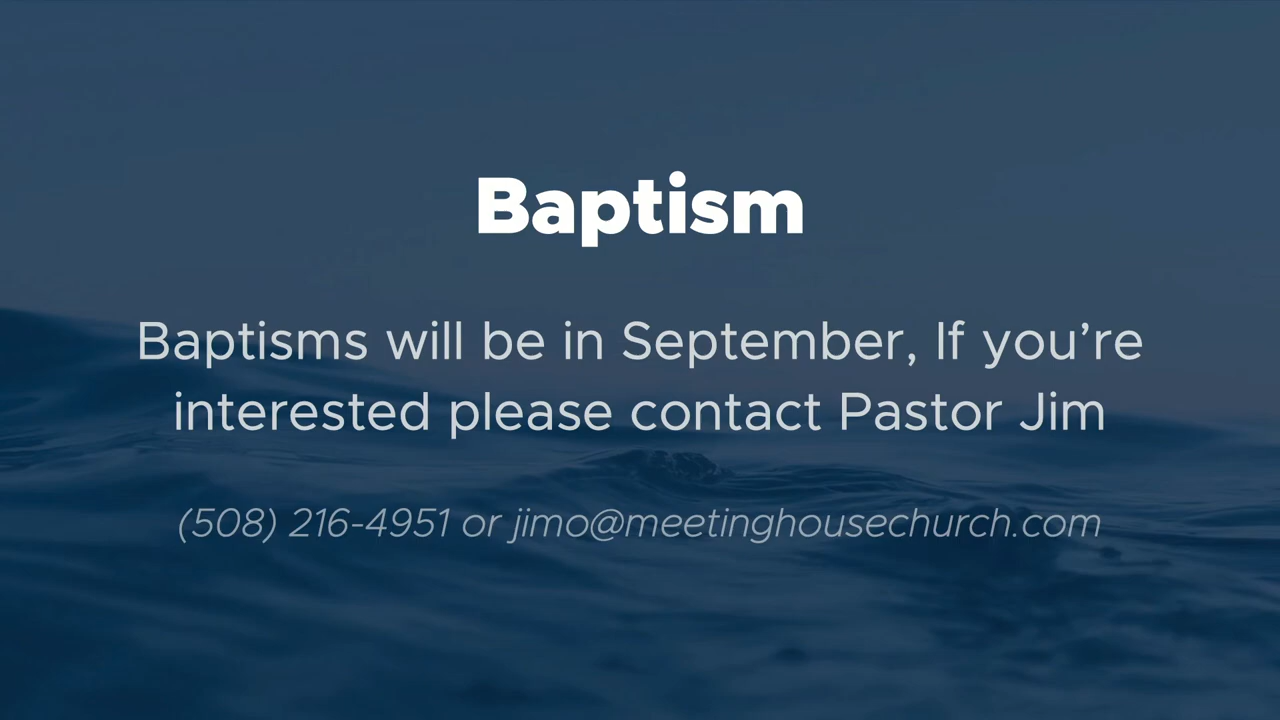 Baptism
Baptisms will be in September, If you’re
interested please contact Pastor Jim
(508) 216-4951 or jimo@meetinghousechurch.com